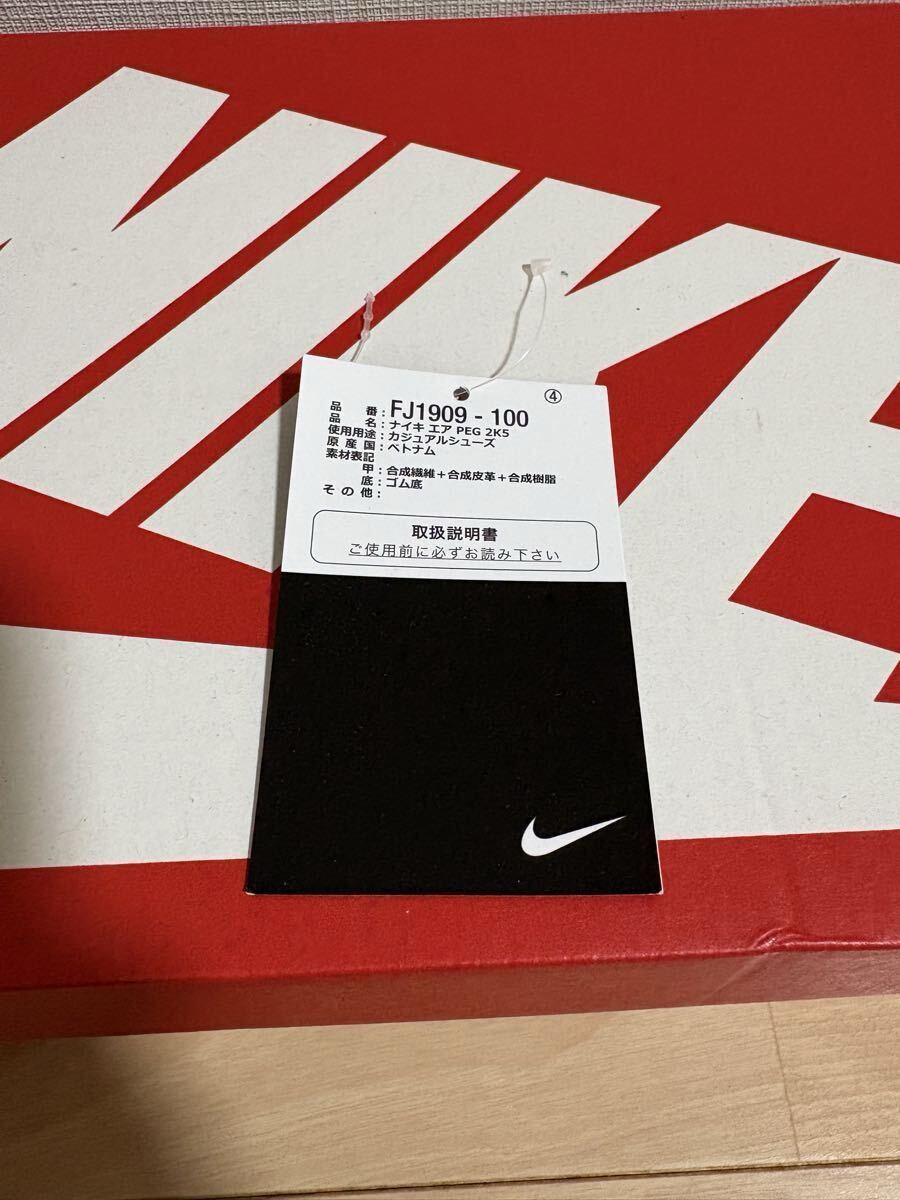 NIKE
④
品番:FJ1909 - 100
品名:ナイキ エア PEG 2K5
使用用途:カジュアルシューズ
原産国:ベトナム
素材表記
甲:合成繊維+合成皮革+合成樹脂
底:ゴム底
その他:
取扱説明書
ご使用前に必ずお読み下さい